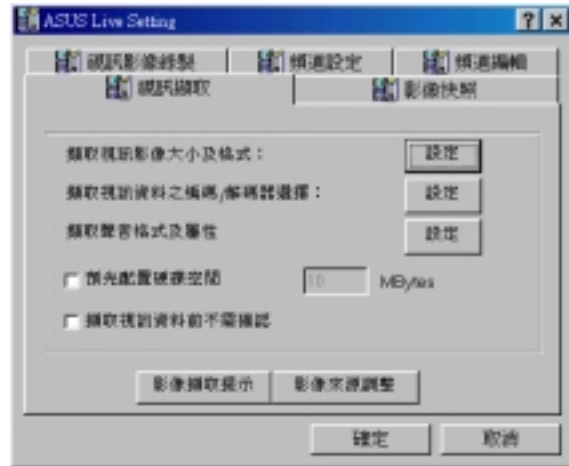 ASUS Live Setting
視訊影像錄製 頻道設定 頻道編輯
視訊擷取 影像快照
擷取視訊影像大小及格式： 設定
擷取視訊資料之編碼/解碼器選擇： 設定
擷取聲音格式及屬性 設定
預先配置硬碟空間 10 MBytes
擷取視訊資料前不需確認
影像擷取提示 影像來源調整
確定 取消